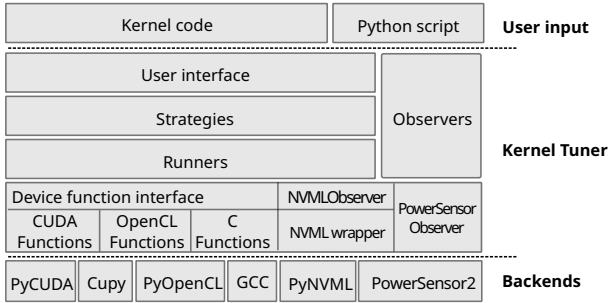 Kernel code
Python script
User input
User interface
Strategies
Observers
Runners
Kernel Tuner
Device function interface
NVMLObserver
PowerSensor
Observer
CUDA
Functions
OpenCL
Functions
C
Functions
NVML wrapper
PyCUDA
Cupy
PyOpenCL
GCC
PyNVML
PowerSensor2
Backends